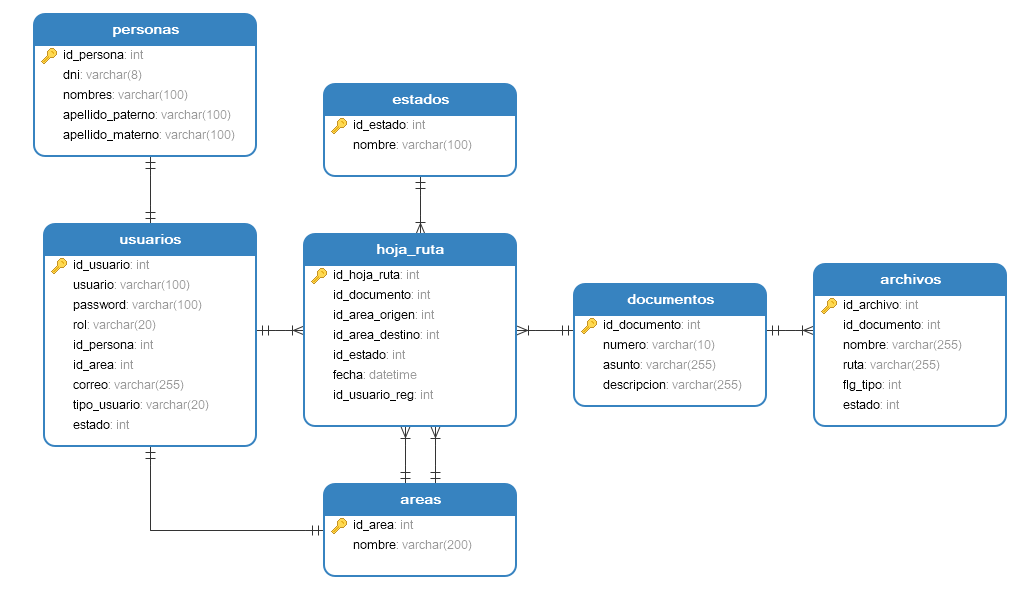 personas
id_persona: int
dni: varchar(8)
nombres: varchar(100)
apellido_paterno: varchar(100)
apellido_materno: varchar(100)
estados
id_estado: int
nombre: varchar(100)
usuarios
id_usuario: int
usuario: varchar(100)
password: varchar(100)
rol: varchar(20)
id_persona: int
id_area: int
correo: varchar(255)
tipo_usuario: varchar(20)
estado: int
hoja_ruta
id_hoja_ruta: int
id_documento: int
id_area_origen: int
id_area_destino: int
id_estado: int
fecha: datetime
id_usuario_reg: int
documentos
id_documento: int
numero: varchar(10)
asunto: varchar(255)
descripcion: varchar(255)
archivos
id_archivo: int
id_documento: int
nombre: varchar(255)
ruta: varchar(255)
flg_tipo: int
estado: int
areas
id_area: int
nombre: varchar(200)